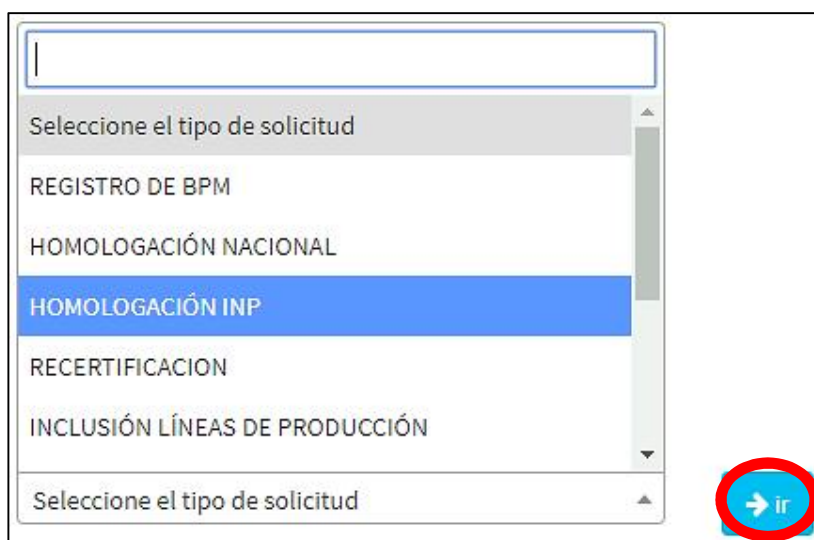 Seleccione el tipo de solicitud
REGISTRO DE BPM
HOMOLOGACIÓN NACIONAL
HOMOLOGACIÓN INP
RECERTIFICACION
INCLUSIÓN LÍNEAS DE PRODUCCIÓN
Seleccione el tipo de solicitud
ir